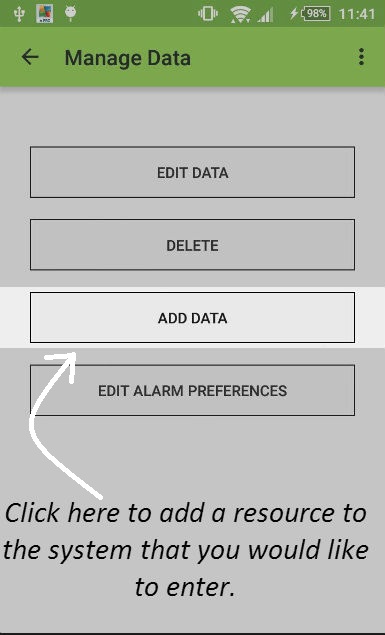 98% 11:41
Manage Data
EDIT DATA
DELETE
ADD DATA
EDIT ALARM PREFERENCES
Click here to add a resource to
the system that you would like
to enter.